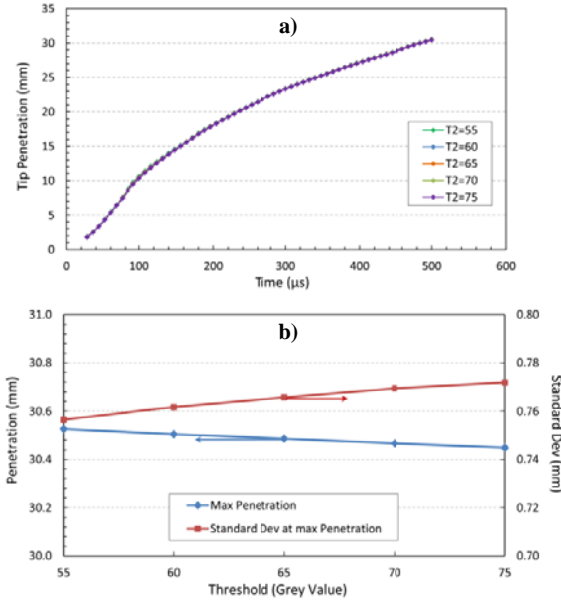 a)
35
30
25
20
15
10
5
0
Tip Penetration (mm)
T2=55
T2=60
T2=65
T2=70
T2=75
0 100 200 300 400 500 600
Time (µs)
b)
31.0
30.8
30.6
30.4
30.2
30.0
Penetration (mm)
0.80
0.78
0.76
0.74
0.72
0.70
Standard Dev (mm)
Max Penetration
Standard Dev at max Penetration
55 60 65 70 75
Threshold (Grey Value)